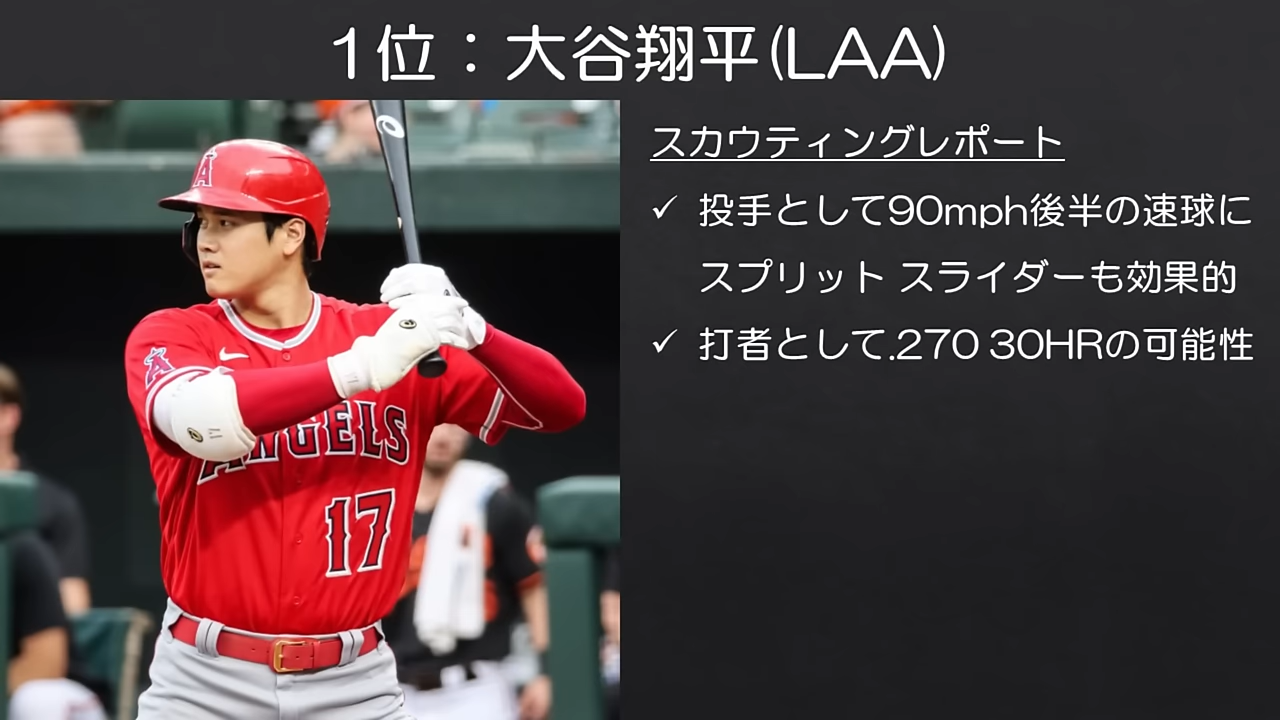 1位：大谷翔平(LAA)
スカウティングレポート
✓ 投手として90mph後半の速球に
スプリット スライダーも効果的
✓ 打者として.270 30HRの可能性
A
A
ANGELS
17